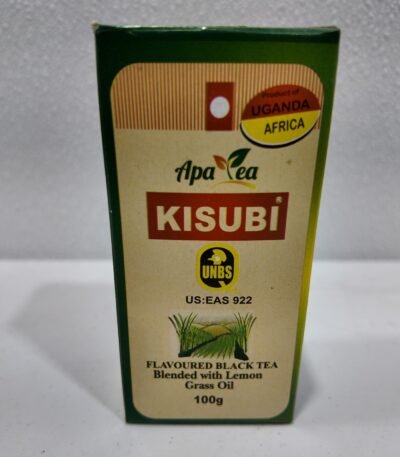 Product of
UGANDA
AFRICA
Apa Tea
KISUBI®
UNBS
US:EAS 922
FLAVOURED BLACK TEA
Blended with Lemon
Grass Oil
100g